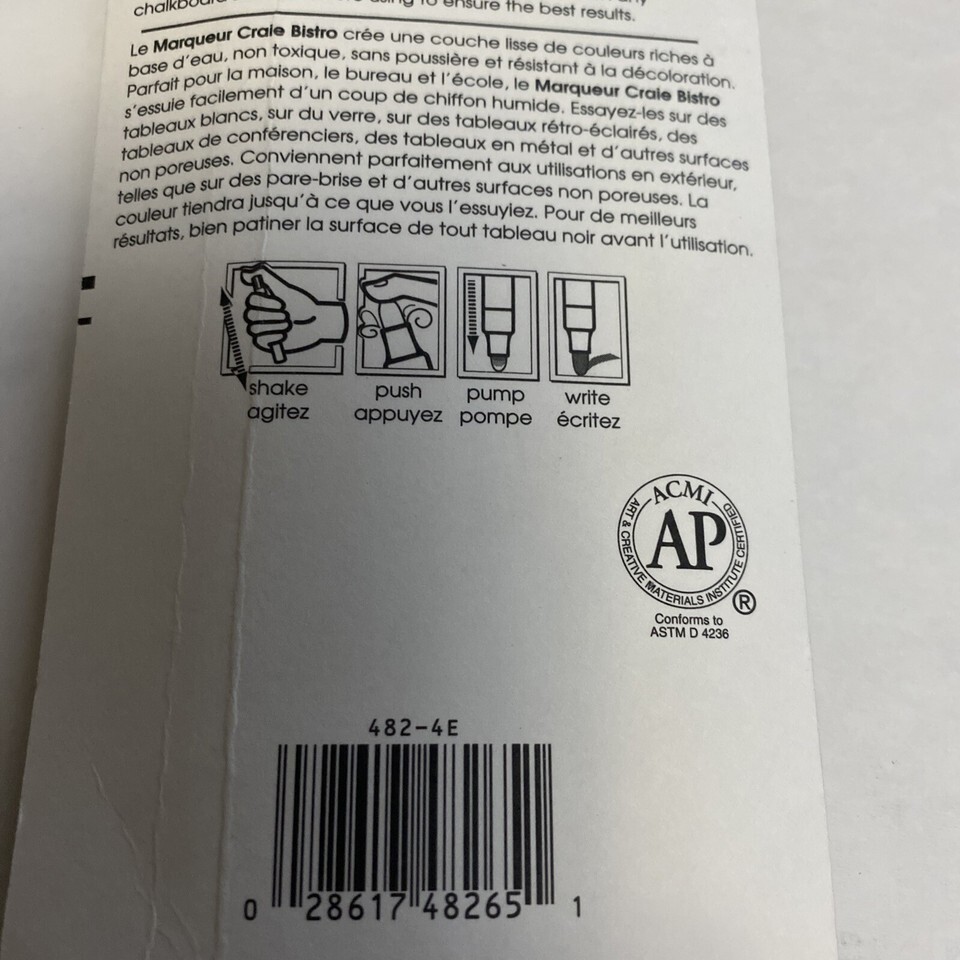 chalkboard using to ensure the best results.
Le Marqueur Craie Bistro crée une couche lisse de couleurs riches à
base d'eau, non toxique, sans poussière et résistant à la décoloration.
Parfait pour la maison, le bureau et l'école, le Marqueur Craie Bistro
s'essuie facilement d'un coup de chiffon humide. Essayez-les sur des
tableaux blancs, sur du verre, sur des tableaux rétro-éclairés, des
tableaux de conférenciers, des tableaux en métal et d'autres surfaces
non poreuses. Conviennent parfaitement aux utilisations en extérieur,
telles que sur des pare-brise et d'autres surfaces non poreuses. La
couleur tiendra jusqu'à ce que vous l'essuyiez. Pour de meilleurs
résultats, bien patiner la surface de tout tableau noir avant l'utilisation.
shake push pump write
agitez appuyez pompe écritez
ACMI
AP
ART & CREATIVE MATERIALS INSTITUTE CERTIFIED
®
Conforms to
ASTM D 4236
482-4E
0 28617 48265 1